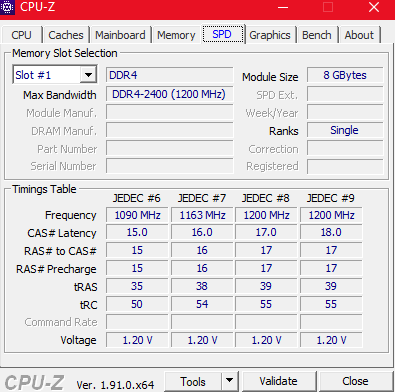 CPU-Z
CPU Caches Mainboard Memory SPD Graphics Bench About
Memory Slot Selection
Slot #1 DDR4 Module Size 8 GBytes
Max Bandwidth DDR4-2400 (1200 MHz) SPD Ext.
Module Manuf. Week/Year
DRAM Manuf. Ranks Single
Part Number Correction
Serial Number Registered
Timings Table
JEDEC #6 JEDEC #7 JEDEC #8 JEDEC #9
Frequency 1090 MHz 1163 MHz 1200 MHz 1200 MHz
CAS# Latency 15.0 16.0 17.0 18.0
RAS# to CAS# 15 16 17 17
RAS# Precharge 15 16 17 17
tRAS 35 38 39 39
tRC 50 54 55 55
Command Rate
Voltage 1.20 V 1.20 V 1.20 V 1.20 V
CPU-Z Ver. 1.91.0.x64 Tools Validate Close